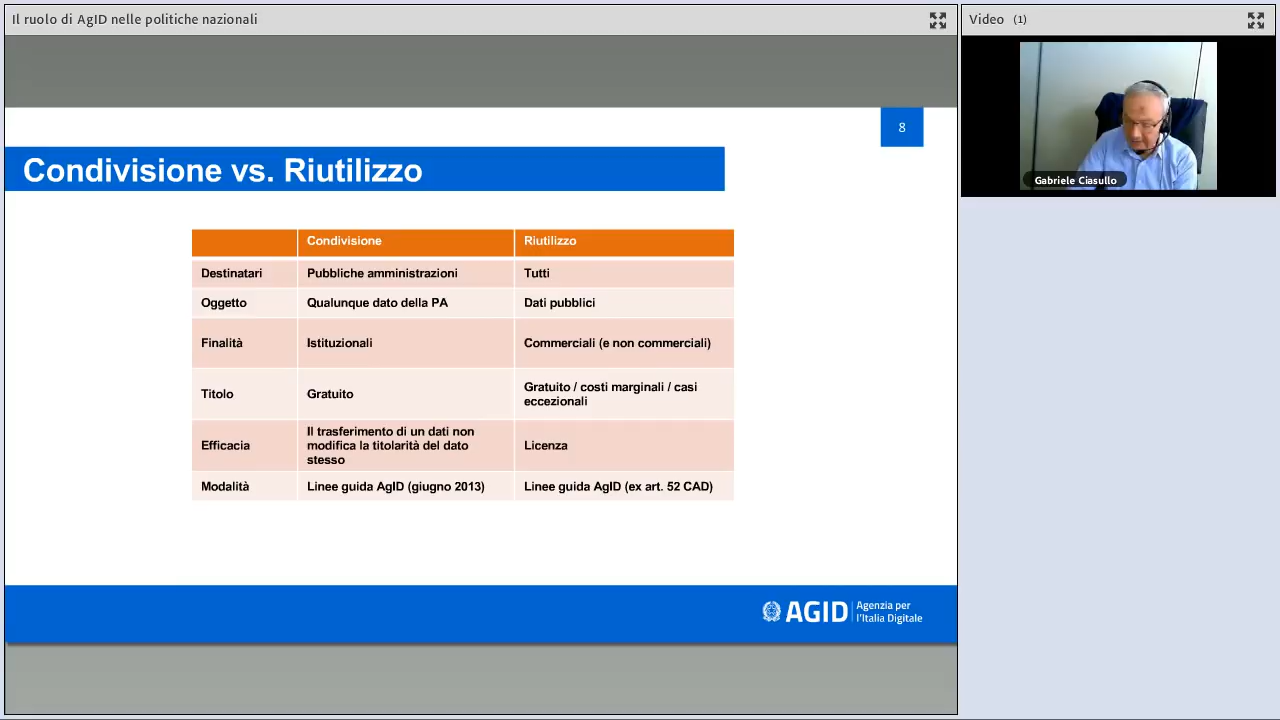 Il ruolo di AgID nelle politiche nazionali
Video (1)
Gabriele Ciasullo
8
Condivisione vs. Riutilizzo
Condivisione Riutilizzo
Destinatari Pubbliche amministrazioni Tutti
Oggetto Qualunque dato della PA Dati pubblici
Finalità Istituzionali Commerciali (e non commerciali)
Titolo Gratuito Gratuito / costi marginali / casi
eccezionali
Efficacia Il trasferimento di un dati non
modifica la titolarità del dato
stesso
Licenza
Modalità Linee guida AgID (giugno 2013) Linee guida AgID (ex art. 52 CAD)
AGID Agenzia per
l'Italia Digitale